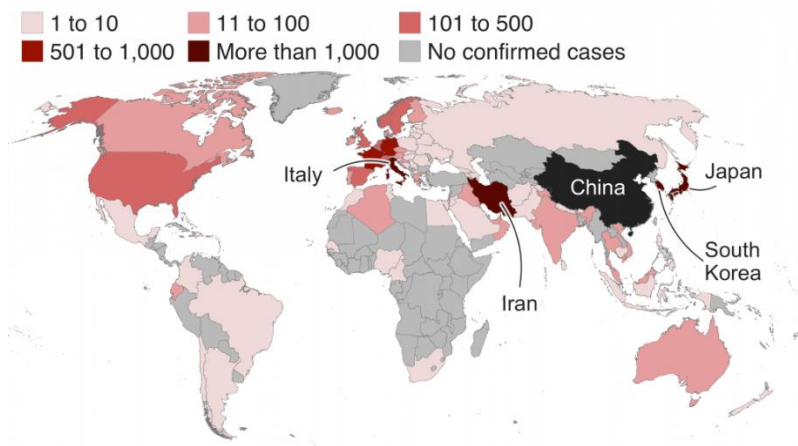 1 to 10
11 to 100
101 to 500
501 to 1,000
More than 1,000
No confirmed cases
Italy
China
Japan
South
Korea
Iran